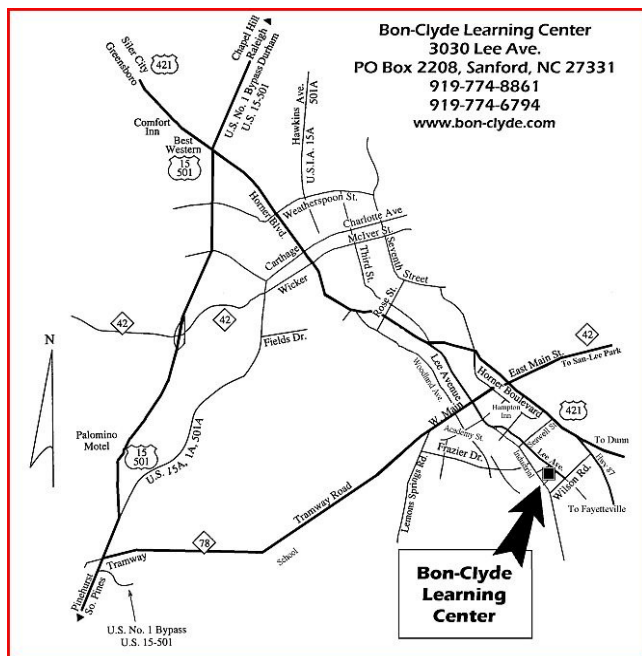 Bon-Clyde Learning Center
3030 Lee Ave.
PO Box 2208, Sanford, NC 27331
919-774-8861
919-774-6794
www.bon-clyde.com
Siler City
Greensboro
421
Chapel Hill
Raleigh
Durham
U.S. No. 1 Bypass
U.S. 15-501
Comfort
Inn
Best
Western
15
501
Hawkins Ave.
501A
U.S.1.A. 15A
Horner Blvd.
Weatherspoon St.
Charlotte Ave
McIver St.
Carthage
Wicker
Third St.
Seventh
Street
Rose St.
42
42
Fields Dr.
N
Lee Avenue
Woodland Ave.
42
East Main St.
To San-Lee Park
Horner Boulevard
W. Main
Hampton
Inn
421
Seawell St.
Academy St.
Frazier Dr.
Lemons Springs Rd.
Industrial
Lee Ave.
Wilson Rd.
Hwy 87
To Dunn
To Fayetteville
Palomino
Motel
15
501
U.S. 15A, 1A, 501A
Tramway Road
School
78
Tramway
Pinehurst
So. Pines
U.S. No. 1 Bypass
U.S. 15-501
Bon-Clyde
Learning
Center